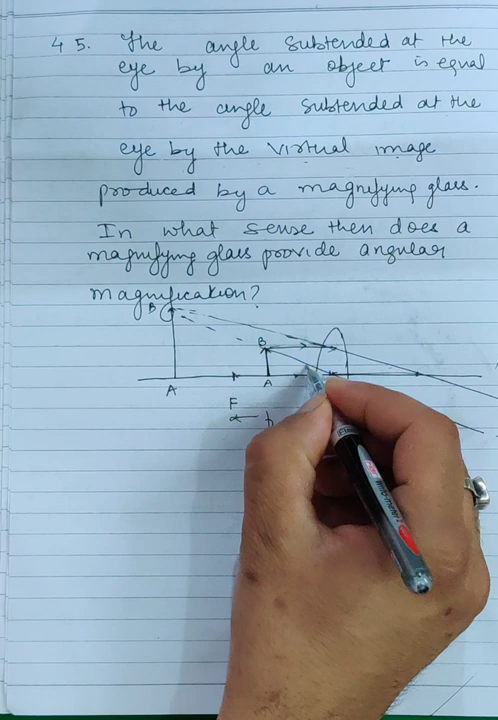 45. The angle subtended at the
eye by an object is equal
to the angle subtended at the
eye by the virtual image
produced by a magnifying glass.
In what sense then does a
magnifying glass provide angular
magnification?
B
B
A
A
F